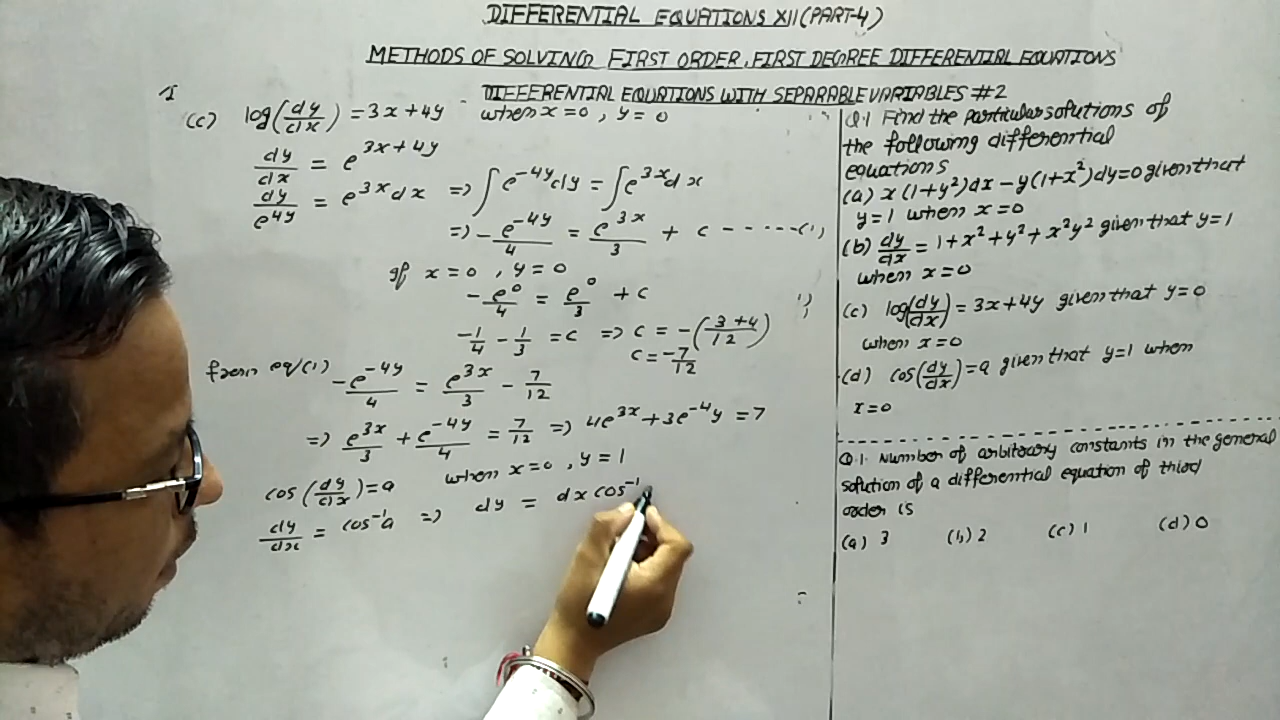 DIFFERENTIAL EQUATIONS XII (PART-4)
METHODS OF SOLVING FIRST ORDER, FIRST DEGREE DIFFERENTIAL EQUATIONS
DIFFERENTIAL EQUATIONS WITH SEPARABLE VARIABLES #2
1
(c) log(dy/dx) = 3x+4y when x=0, y=0
dy/dx = e^(3x+4y)
dy/e^4y = e^3x dx => ∫e^-4y dy = ∫e^3x dx
=> -e^-4y/4 = e^3x/3 + c -----(1)
If x=0, y=0
-e^0/4 = e^0/3 + c
-1/4 - 1/3 = c => c = -(3+4/12)
c = -7/12
from eq(1) -e^-4y/4 = e^3x/3 - 7/12
=> e^3x/3 + e^-4y/4 = 7/12 => 4e^3x + 3e^-4y = 7
cos(dy/dx) = a when x=0, y=1
dy/dx = cos^-1 a => dy = dx cos^-1
Q.1 Find the particular solutions of
the following differential
equations
(a) x(1+y²)dx - y(1+x²)dy = 0 given that
y=1 when x=0
(b) dy/dx = 1+x²+y²+x²y² given that y=1
when x=0
(c) log(dy/dx) = 3x+4y given that y=0
when x=0
(d) cos(dy/dx) = a given that y=1 when
x=0
Q.1. Number of arbitrary constants in the general
solution of a differential equation of third
order is
(a) 3 (b) 2 (c) 1 (d) 0